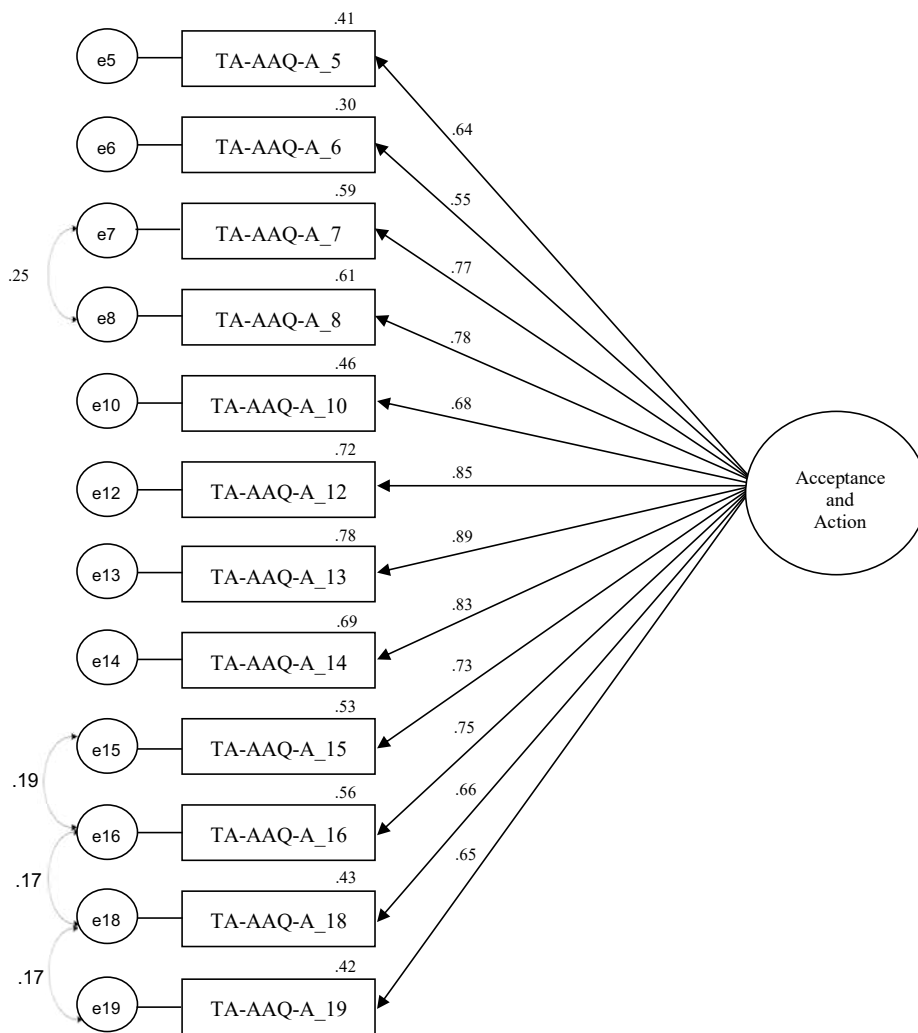 .41
e5
TA-AAQ-A_5
.64
.30
e6
TA-AAQ-A_6
.55
.59
e7
TA-AAQ-A_7
.77
.25
.61
e8
TA-AAQ-A_8
.78
.46
e10
TA-AAQ-A_10
.68
.72
e12
TA-AAQ-A_12
.85
Acceptance
and
Action
.78
e13
TA-AAQ-A_13
.89
.69
e14
TA-AAQ-A_14
.83
.53
e15
TA-AAQ-A_15
.73
.19
.56
e16
TA-AAQ-A_16
.75
.17
.43
e18
TA-AAQ-A_18
.66
.17
.42
e19
TA-AAQ-A_19
.65